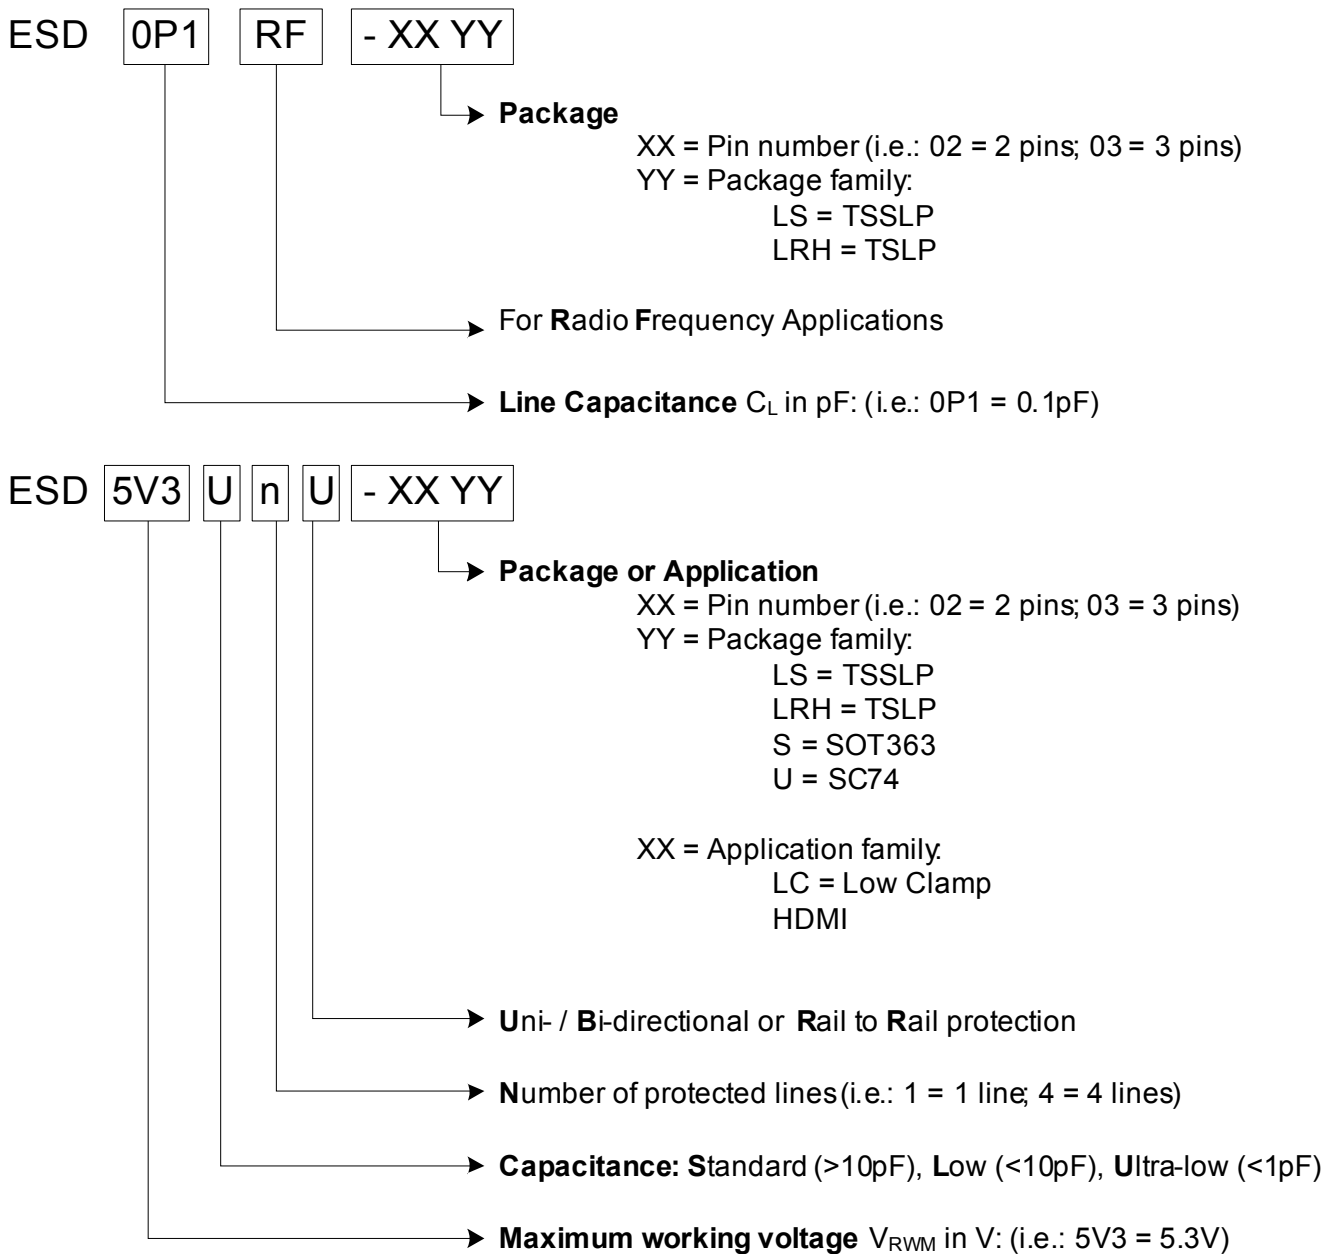 ESD 0P1 RF - XX YY
Package
XX = Pin number (i.e.: 02 = 2 pins; 03 = 3 pins)
YY = Package family:
LS = TSSLP
LRH = TSLP
For Radio Frequency Applications
Line Capacitance CL in pF: (i.e.: 0P1 = 0.1pF)
ESD 5V3 U n U - XX YY
Package or Application
XX = Pin number (i.e.: 02 = 2 pins; 03 = 3 pins)
YY = Package family:
LS = TSSLP
LRH = TSLP
S = SOT363
U = SC74
XX = Application family:
LC = Low Clamp
HDMI
Uni- / Bi-directional or Rail to Rail protection
Number of protected lines (i.e.: 1 = 1 line; 4 = 4 lines)
Capacitance: Standard (>10pF), Low (<10pF), Ultra-low (<1pF)
Maximum working voltage VRWM in V: (i.e.: 5V3 = 5.3V)